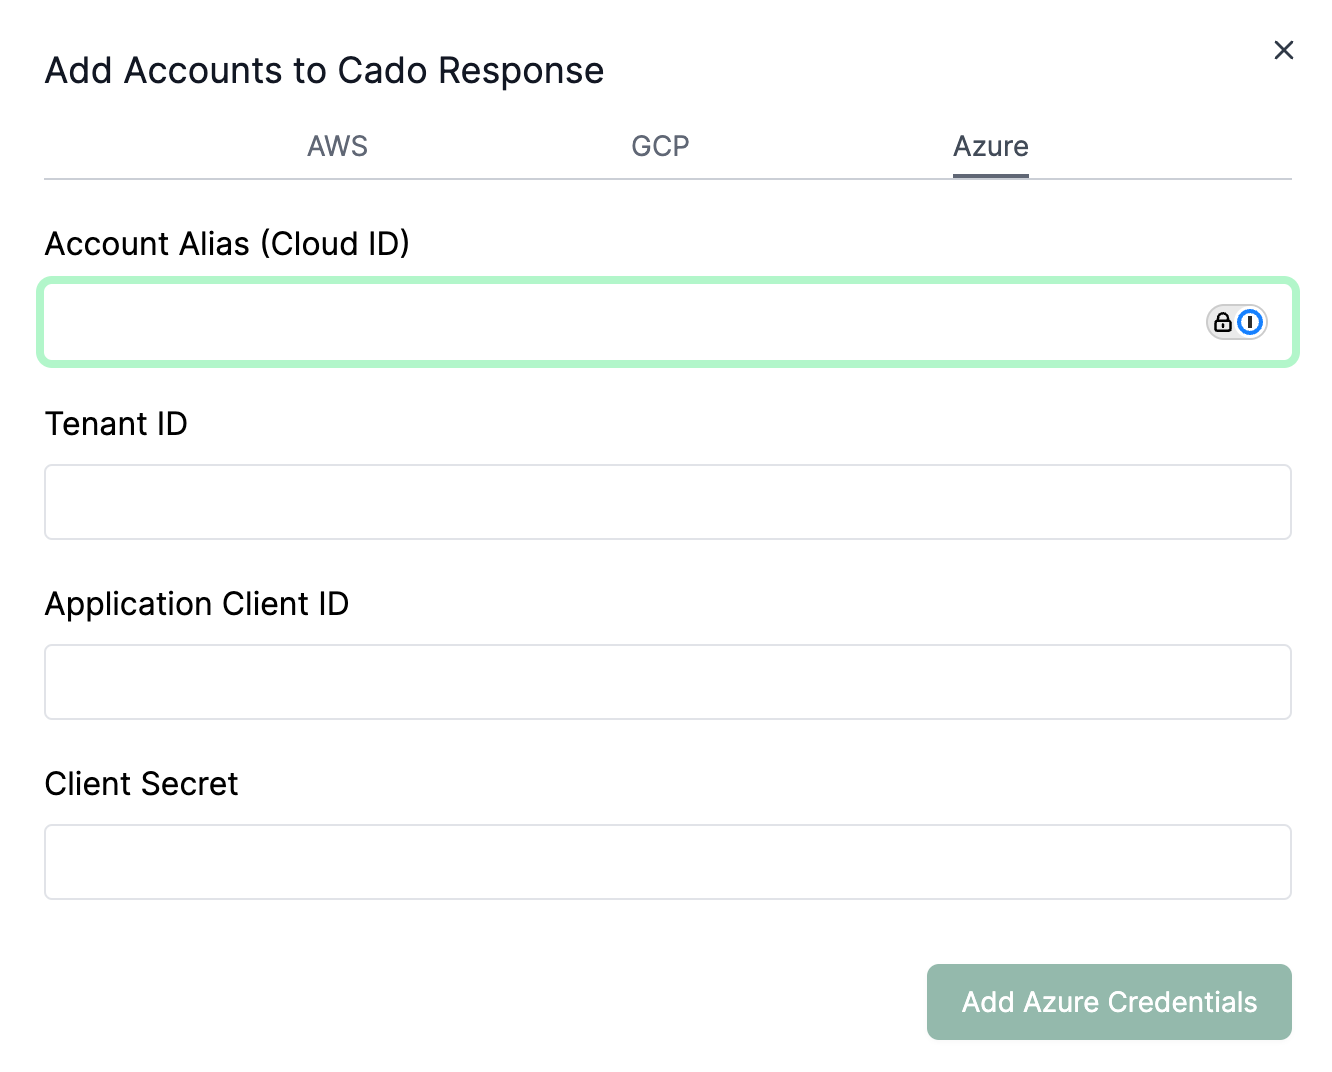 Add Accounts to Cado Response
AWS GCP Azure
Account Alias (Cloud ID)
Tenant ID
Application Client ID
Client Secret
Add Azure Credentials